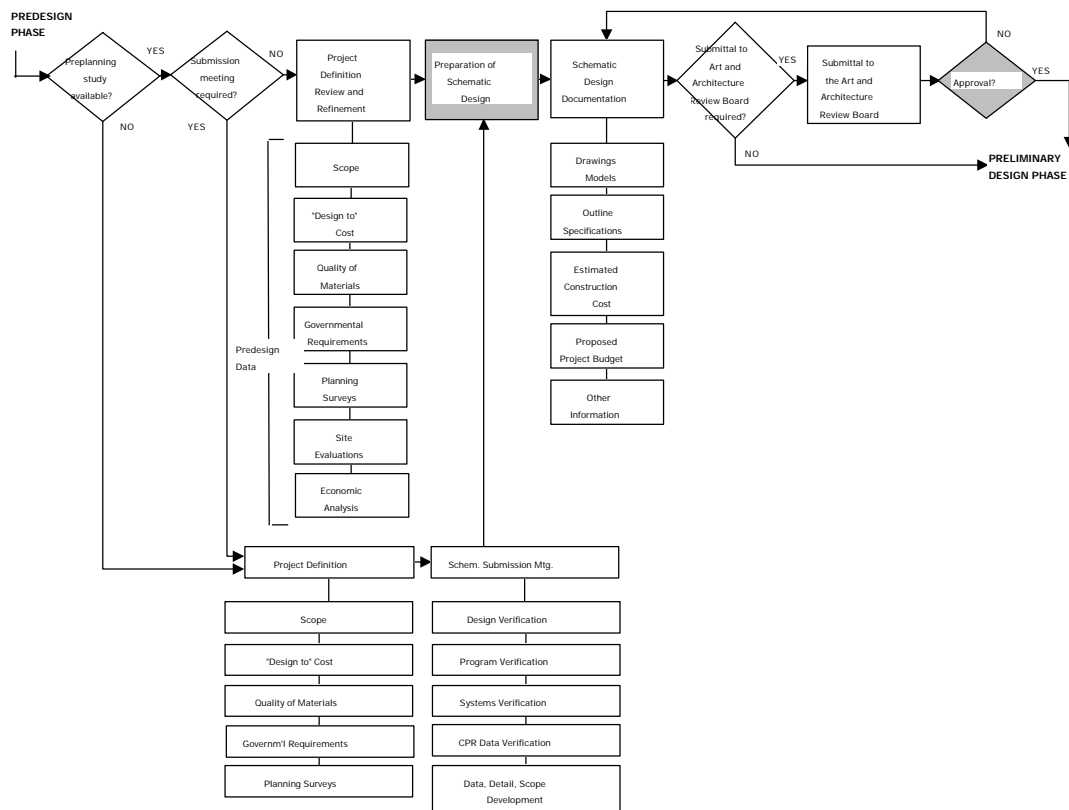 PREDESIGN
PHASE
Preplanning
study
available?
YES
NO
Submission
meeting
required?
NO
YES
Project
Definition
Review and
Refinement
Preparation of
Schematic
Design
Schematic
Design
Documentation
Submittal to
Art and
Architecture
Review Board
required?
YES
NO
Submittal to
the Art and
Architecture
Review Board
Approval?
NO
YES
PRELIMINARY
DESIGN PHASE
Predesign
Data
Scope
"Design to"
Cost
Quality of
Materials
Governmental
Requirements
Planning
Surveys
Site
Evaluations
Economic
Analysis
Drawings
Models
Outline
Specifications
Estimated
Construction
Cost
Proposed
Project Budget
Other
Information
Project Definition
Scope
"Design to" Cost
Quality of Materials
Governm'l Requirements
Planning Surveys
Schem. Submission Mtg.
Design Verification
Program Verification
Systems Verification
CPR Data Verification
Data, Detail, Scope
Development